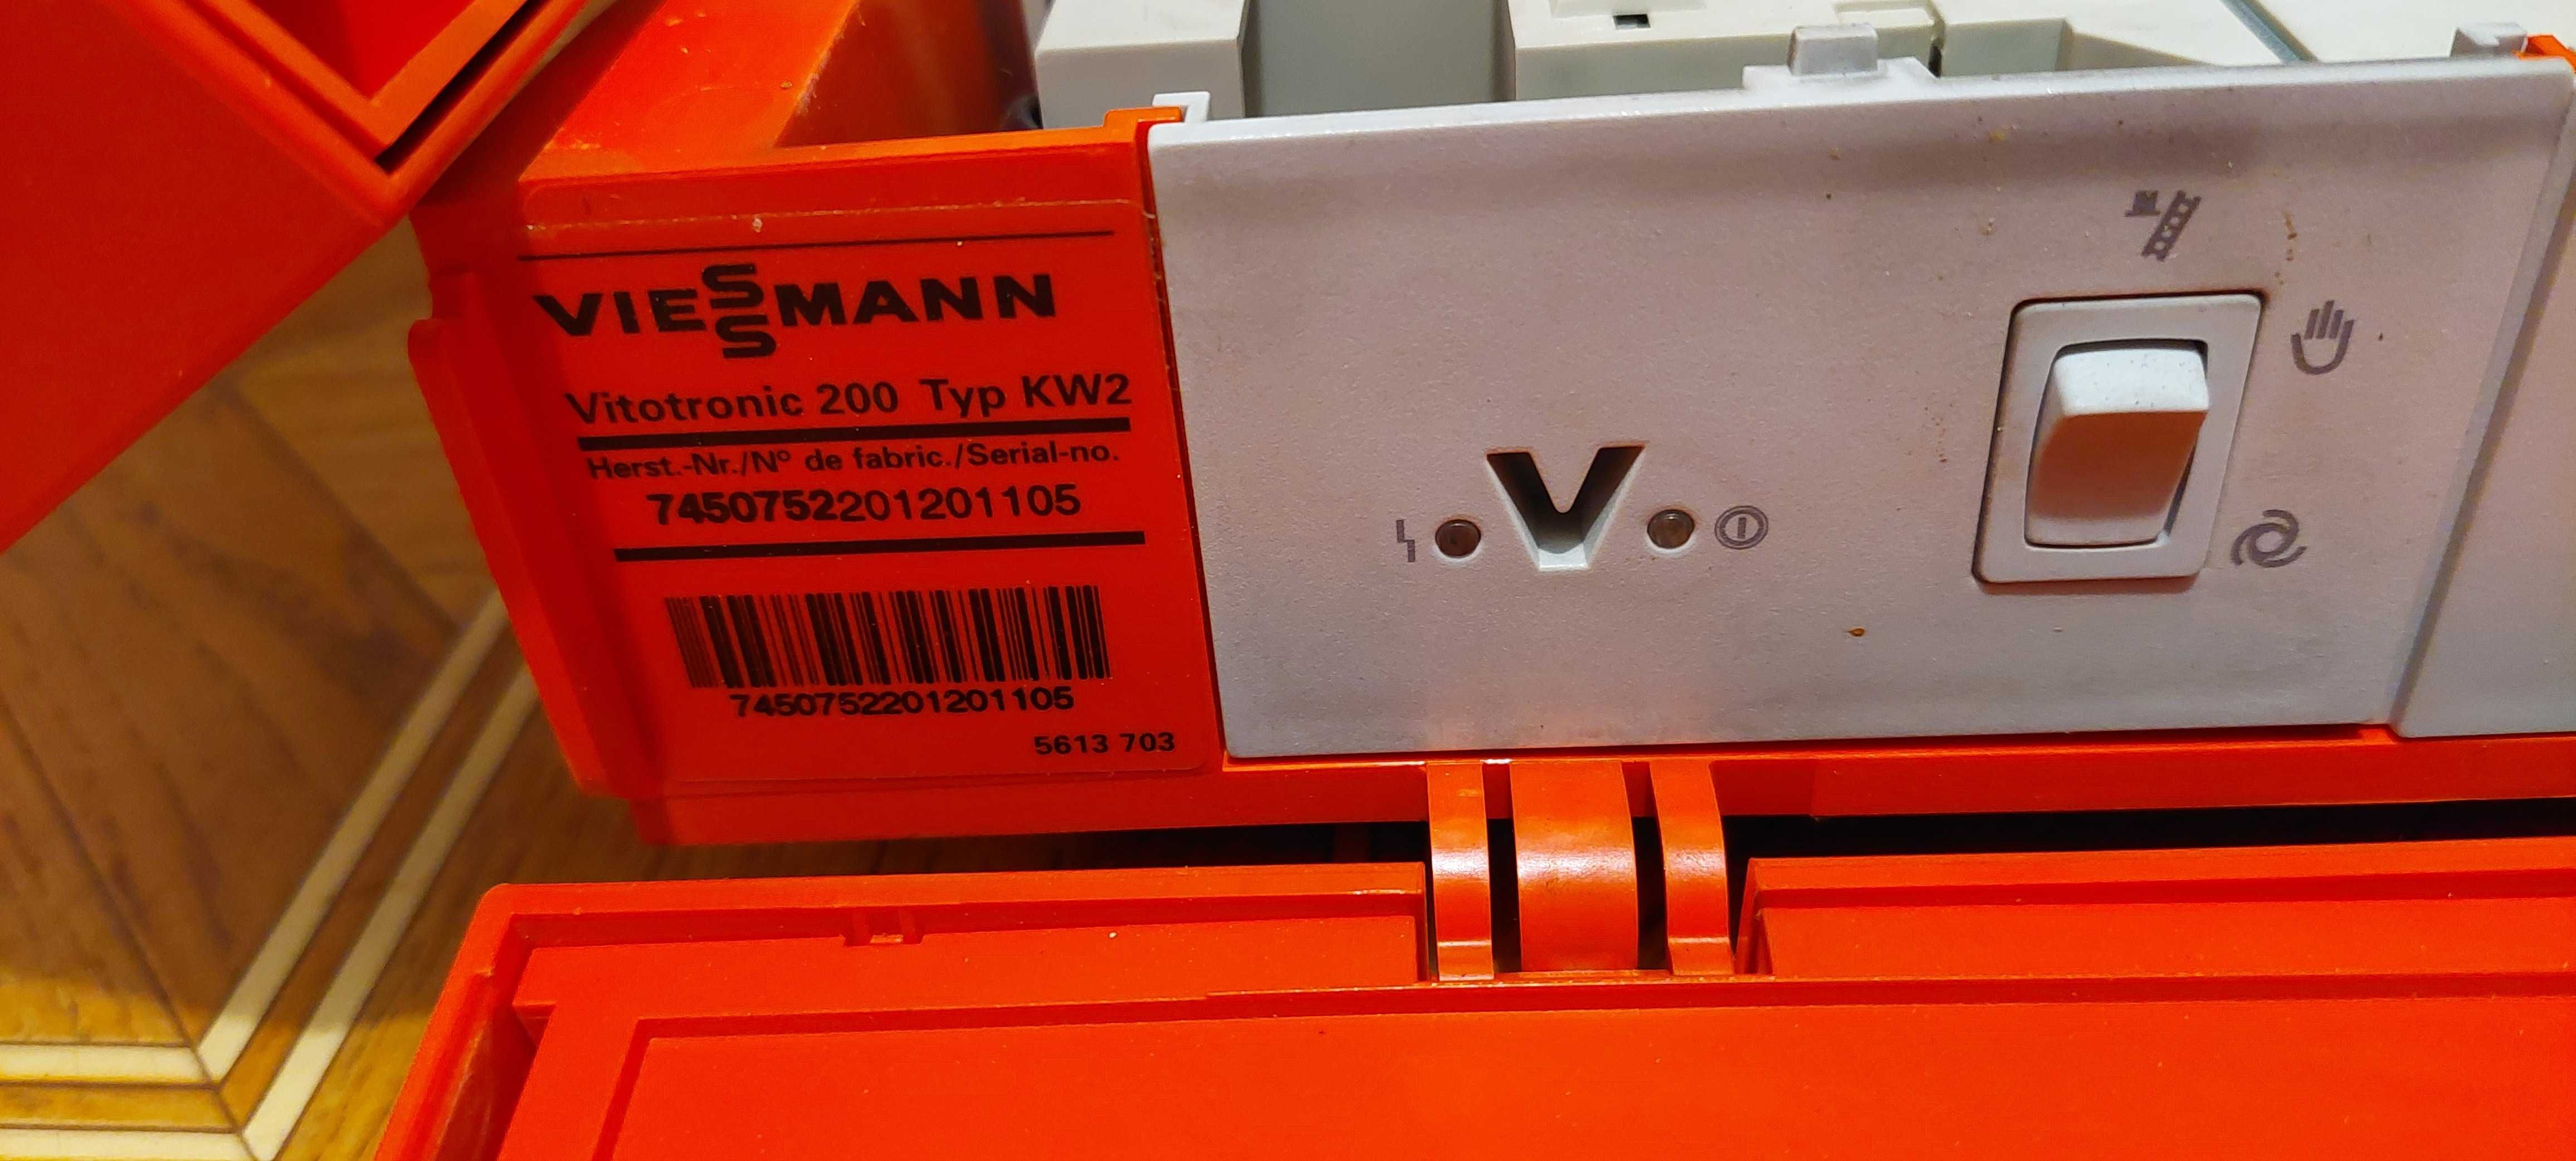 VIESSMANN
Vitotronic 200 Typ KW2
Herst.-Nr./N° de fabric./Serial-no.
7450752201201105
7450752201201105
5613 703